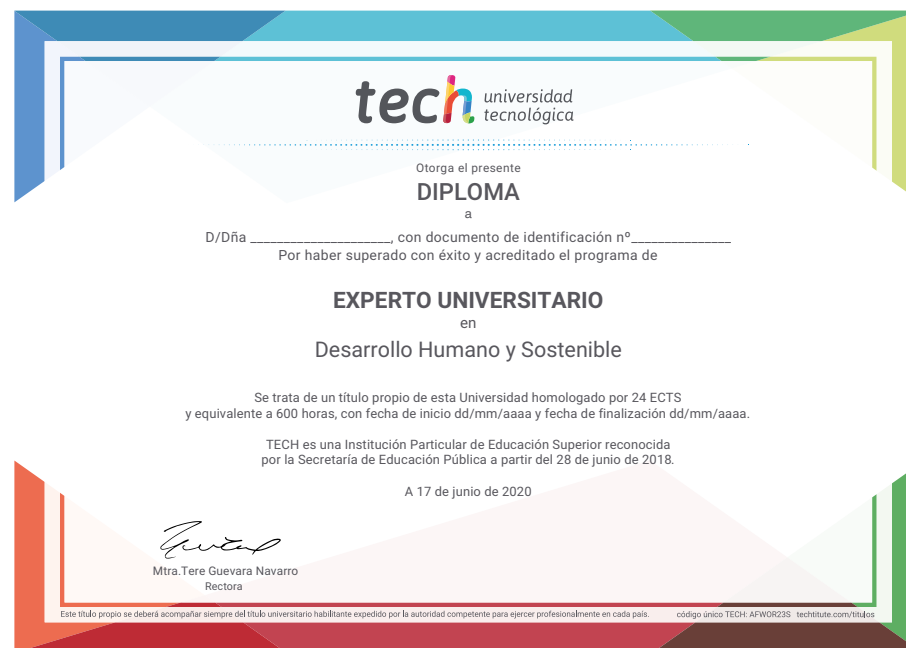 tech universidad
tecnológica
Otorga el presente
DIPLOMA
a
D/Dña _____________________, con documento de identificación nº_______________
Por haber superado con éxito y acreditado el programa de
EXPERTO UNIVERSITARIO
en
Desarrollo Humano y Sostenible
Se trata de un título propio de esta Universidad homologado por 24 ECTS
y equivalente a 600 horas, con fecha de inicio dd/mm/aaaa y fecha de finalización dd/mm/aaaa.
TECH es una Institución Particular de Educación Superior reconocida
por la Secretaría de Educación Pública a partir del 28 de junio de 2018.
A 17 de junio de 2020
Mtra.Tere Guevara Navarro
Rectora
Este título propio se deberá acompañar siempre del título universitario habilitante expedido por la autoridad competente para ejercer profesionalmente en cada país. código único TECH: AFWOR23S techtitute.com/titulos